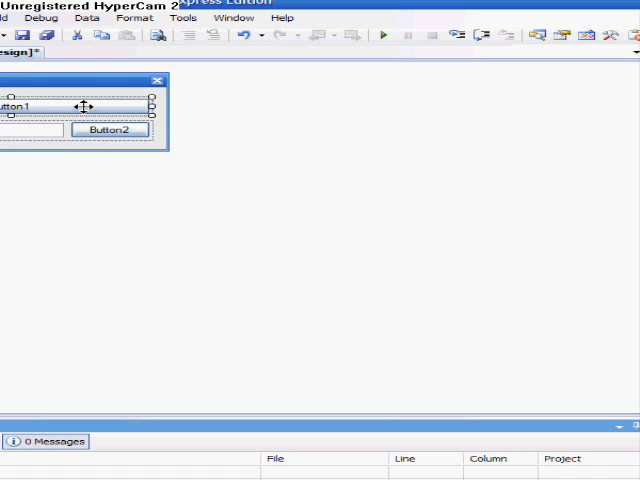 Unregistered HyperCam 2 xpress Edition
ld Debug Data Format Tools Window Help
esign]*
utton1
Button2
0 Messages
File Line Column Project